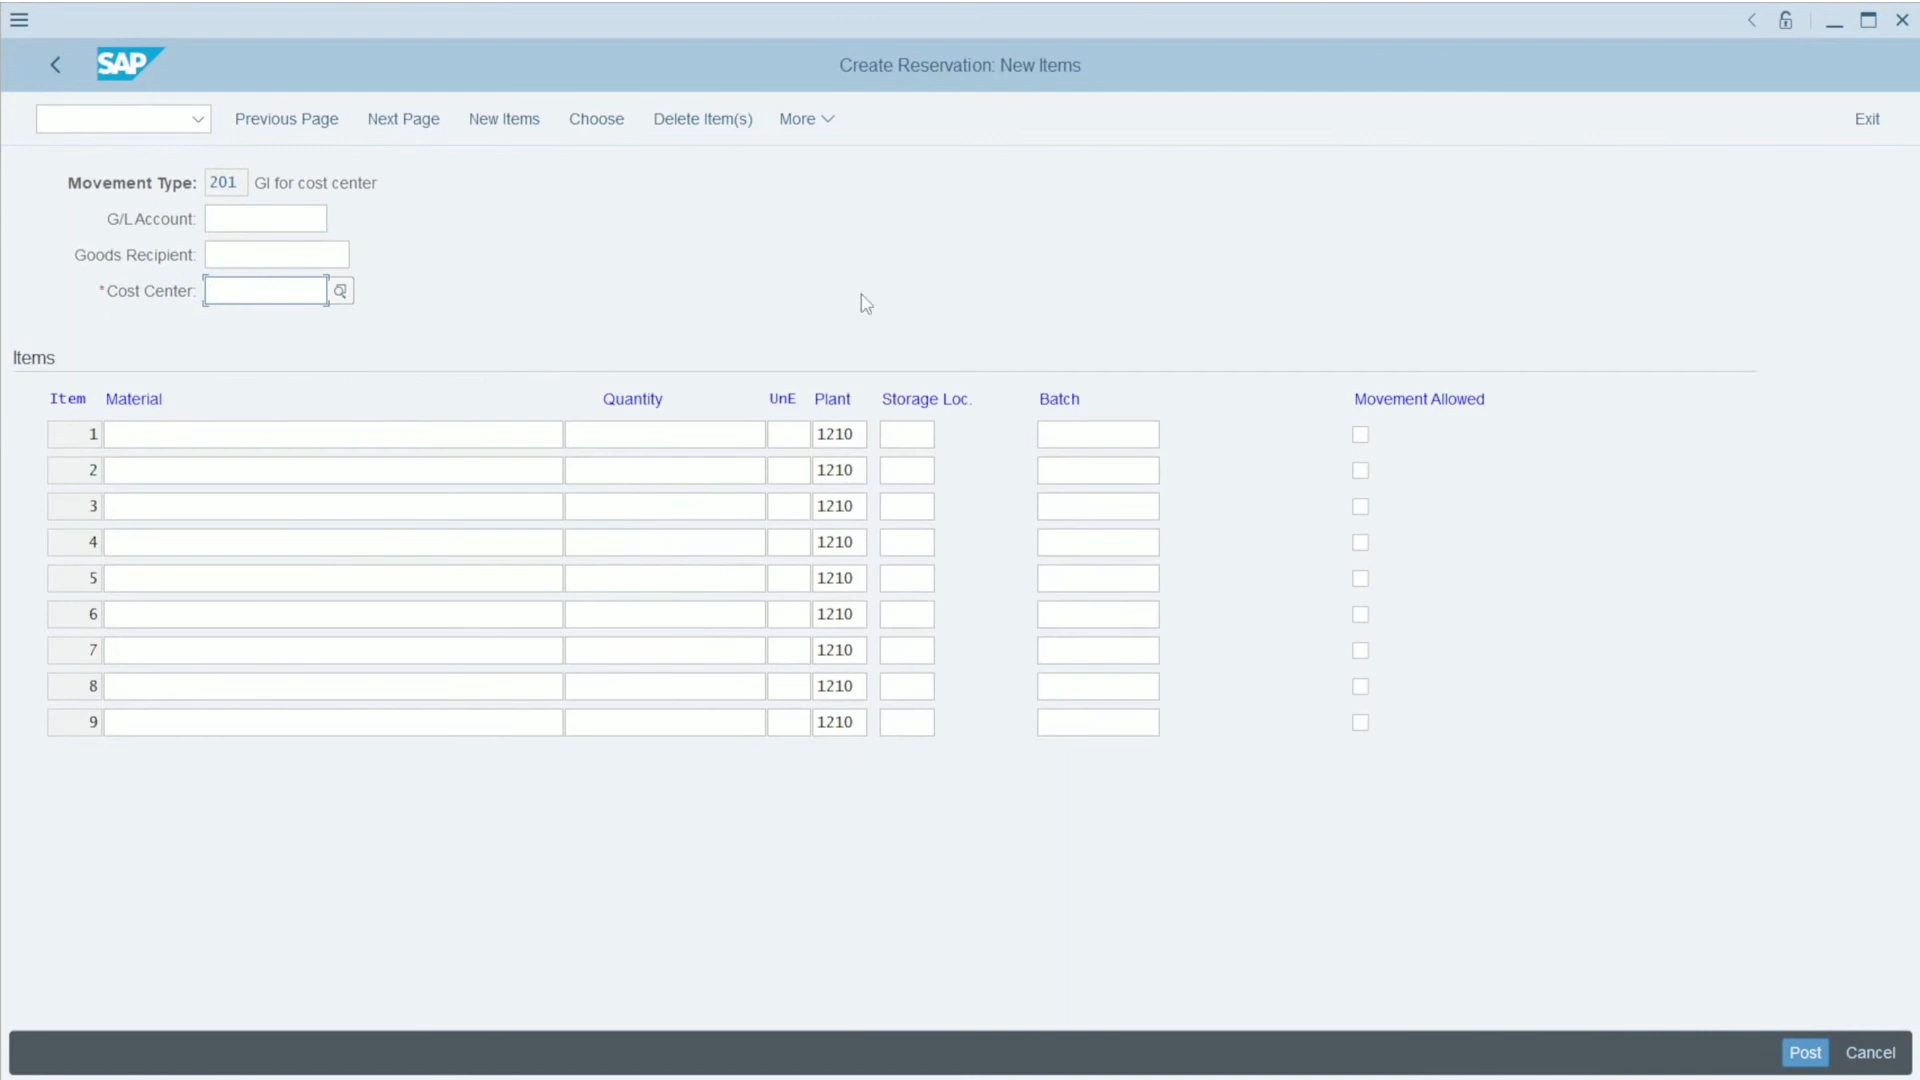 SAP
Create Reservation: New Items
Previous Page Next Page New Items Choose Delete Item(s) More Exit
Movement Type: 201 GI for cost center
G/L Account:
Goods Recipient:
*Cost Center:
Items
Item Material Quantity UnE Plant Storage Loc. Batch Movement Allowed
1 1210
2 1210
3 1210
4 1210
5 1210
6 1210
7 1210
8 1210
9 1210
Post Cancel